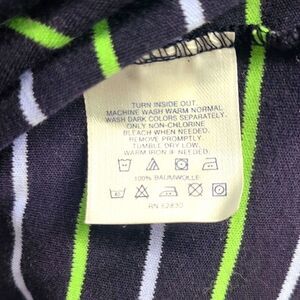 TURN INSIDE OUT.
MACHINE WASH WARM NORMAL
WASH DARK COLORS SEPARATELY.
ONLY NON-CHLORINE
BLEACH WHEN NEEDED.
REMOVE PROMPTLY.
TUMBLE DRY LOW.
WARM IRON IF NEEDED.
100% BAUMWOLLE
RN 52830